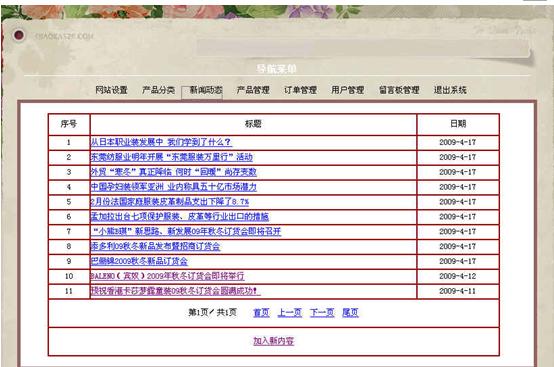 导航菜单
网站设置 产品分类 新闻动态 产品管理 订单管理 用户管理 留言板管理 退出系统
序号 标题 日期
1 从日本职业装发展中 我们学到了什么？ 2009-4-17
2 东莞纺服业明年开展“东莞服装万里行”活动 2009-4-17
3 外贸“寒冬”真正降临 何时“回暖”尚存变数 2009-4-17
4 中国孕妇装领军亚洲 业内称具五十亿市场潜力 2009-4-17
5 2月份法国家庭服装皮革制品支出下降了8.7% 2009-4-17
6 孟加拉出台七项保护服装、皮革等行业出口的措施 2009-4-17
7 “小熊B琪”新思路、新发展09年秋冬订货会即将召开 2009-4-17
8 添多利09秋冬新品发布暨招商订货会 2009-4-17
9 巴帝锦2009秋冬新品订货会 2009-4-17
10 BALENO（宾奴）2009年秋冬订货会即将举行 2009-4-12
11 预祝香港卡莎梦露童装09秋冬订货会圆满成功！ 2009-4-11
第1页/共1页 首页 上一页 下一页 尾页
加入新内容